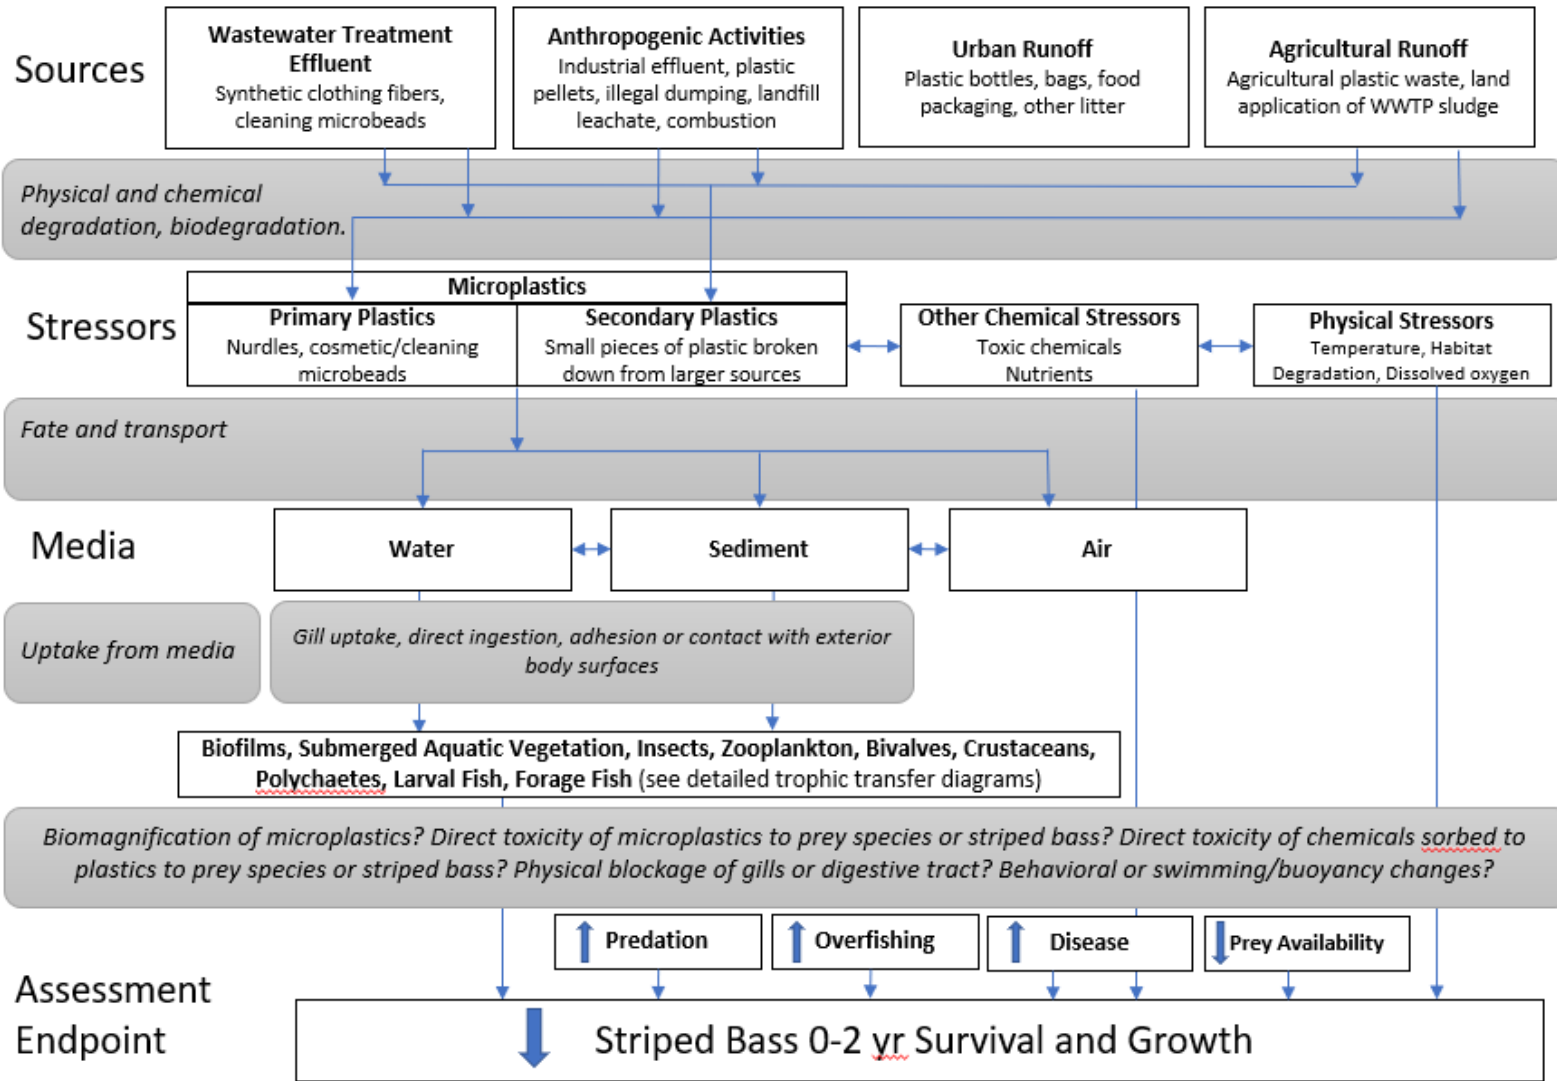 Sources
Wastewater Treatment
Effluent
Synthetic clothing fibers,
cleaning microbeads
Anthropogenic Activities
Industrial effluent, plastic
pellets, illegal dumping, landfill
leachate, combustion
Urban Runoff
Plastic bottles, bags, food
packaging, other litter
Agricultural Runoff
Agricultural plastic waste, land
application of WWTP sludge
Physical and chemical
degradation, biodegradation.
Stressors
Microplastics
Primary Plastics
Nurdles, cosmetic/cleaning
microbeads
Secondary Plastics
Small pieces of plastic broken
down from larger sources
Other Chemical Stressors
Toxic chemicals
Nutrients
Physical Stressors
Temperature, Habitat
Degradation, Dissolved oxygen
Fate and transport
Media
Water
Sediment
Air
Uptake from media
Gill uptake, direct ingestion, adhesion or contact with exterior
body surfaces
Biofilms, Submerged Aquatic Vegetation, Insects, Zooplankton, Bivalves, Crustaceans,
Polychaetes, Larval Fish, Forage Fish (see detailed trophic transfer diagrams)
Biomagnification of microplastics? Direct toxicity of microplastics to prey species or striped bass? Direct toxicity of chemicals sorbed to
plastics to prey species or striped bass? Physical blockage of gills or digestive tract? Behavioral or swimming/buoyancy changes?
Predation
Overfishing
Disease
Prey Availability
Assessment
Endpoint
Striped Bass 0-2 yr Survival and Growth